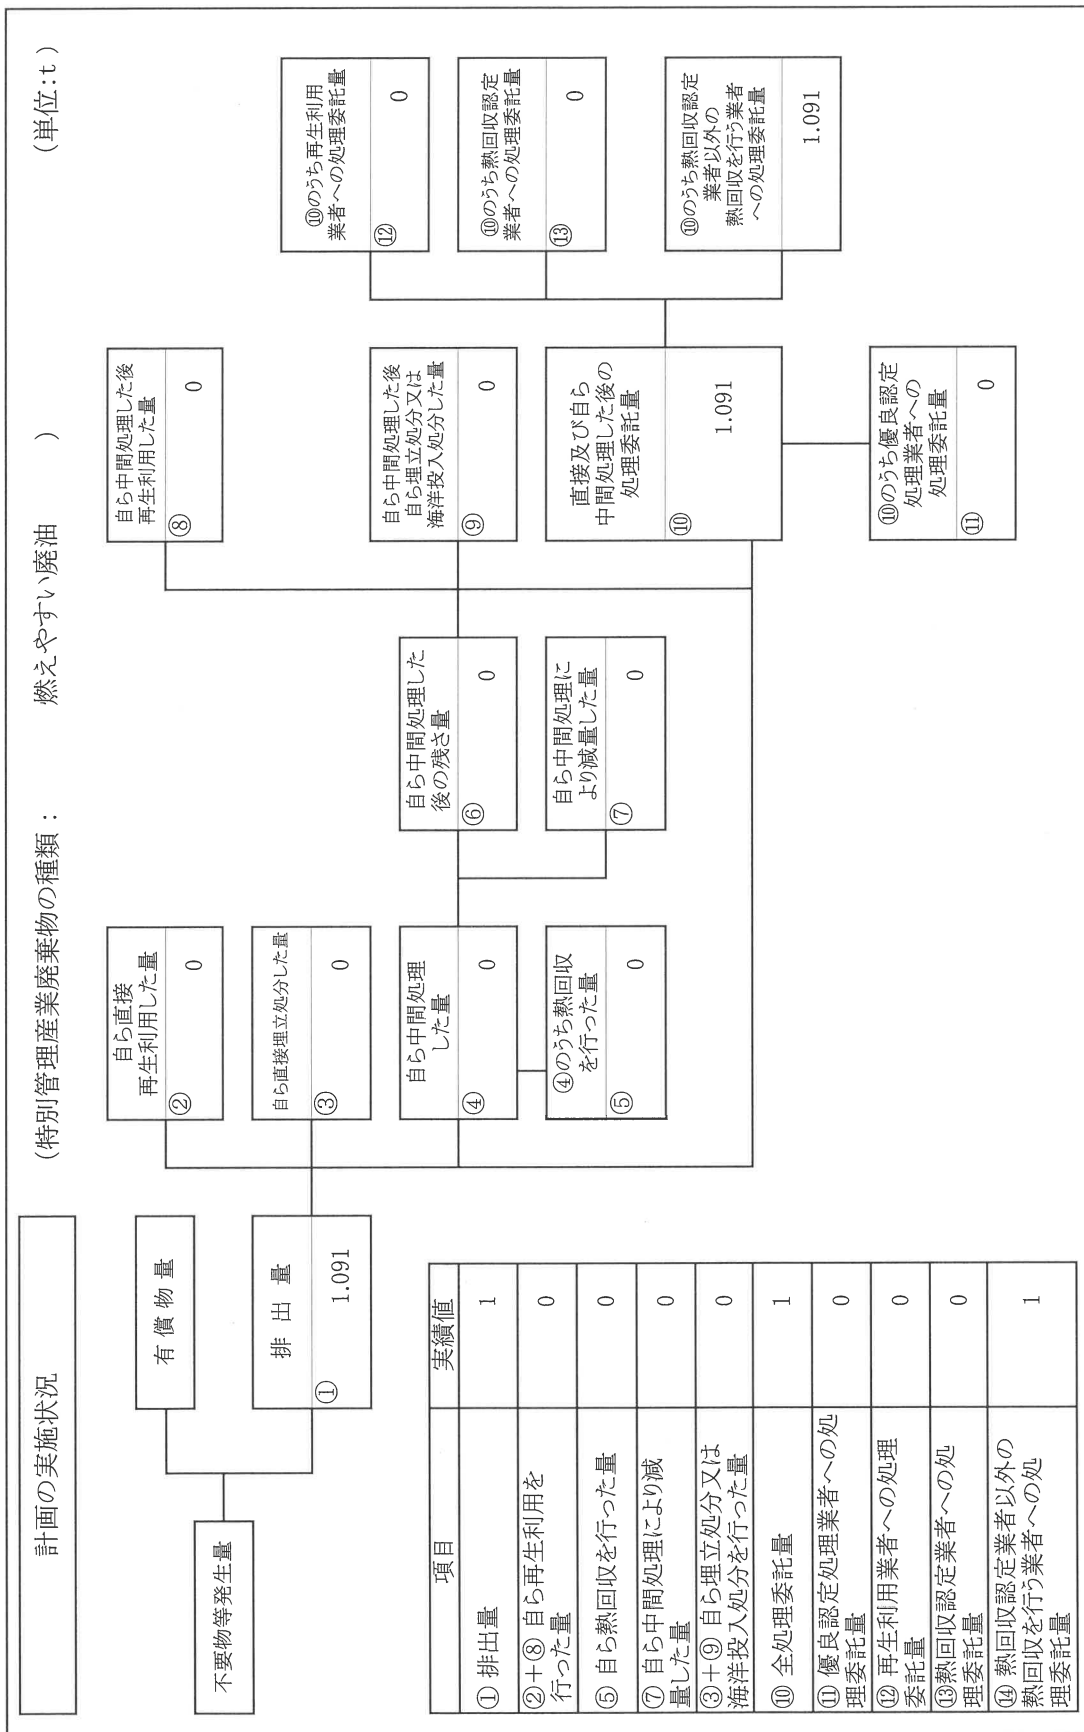 計画の実施状況
(特別管理産業廃棄物の種類：　燃えやすい廃油　)
(単位:t)
不要物等発生量
有償物量
排出量
①
1.091
自ら直接
再生利用した量
②
0
自ら直接埋立処分した量
③
0
自ら中間処理
した量
④
0
④のうち熱回収
を行った量
⑤
0
自ら中間処理した
後の残さ量
⑥
0
自ら中間処理に
より減量した量
⑦
0
自ら中間処理した後
再生利用した量
⑧
0
自ら中間処理した後
自ら埋立処分又は
海洋投入処分した量
⑨
0
直接及び自ら
中間処理した後の
処理委託量
⑩
1.091
⑩のうち優良認定
処理業者への
処理委託量
⑪
0
⑩のうち再生利用
業者への処理委託量
⑫
0
⑩のうち熱回収認定
業者への処理委託量
⑬
0
⑩のうち熱回収認定
業者以外の
熱回収を行う業者
への処理委託量
1.091
項目 実績値
① 排出量 1
②＋⑧ 自ら再生利用を
行った量 0
⑤ 自ら熱回収を行った量 0
⑦ 自ら中間処理により減
量した量 0
③＋⑨ 自ら埋立処分又は
海洋投入処分を行った量 0
⑩ 全処理委託量 1
⑪ 優良認定処理業者への処
理委託量 0
⑫ 再生利用業者への処理
委託量 0
⑬熱回収認定業者への処
理委託量 0
⑭ 熱回収認定業者以外の
熱回収を行う業者への処
理委託量 1